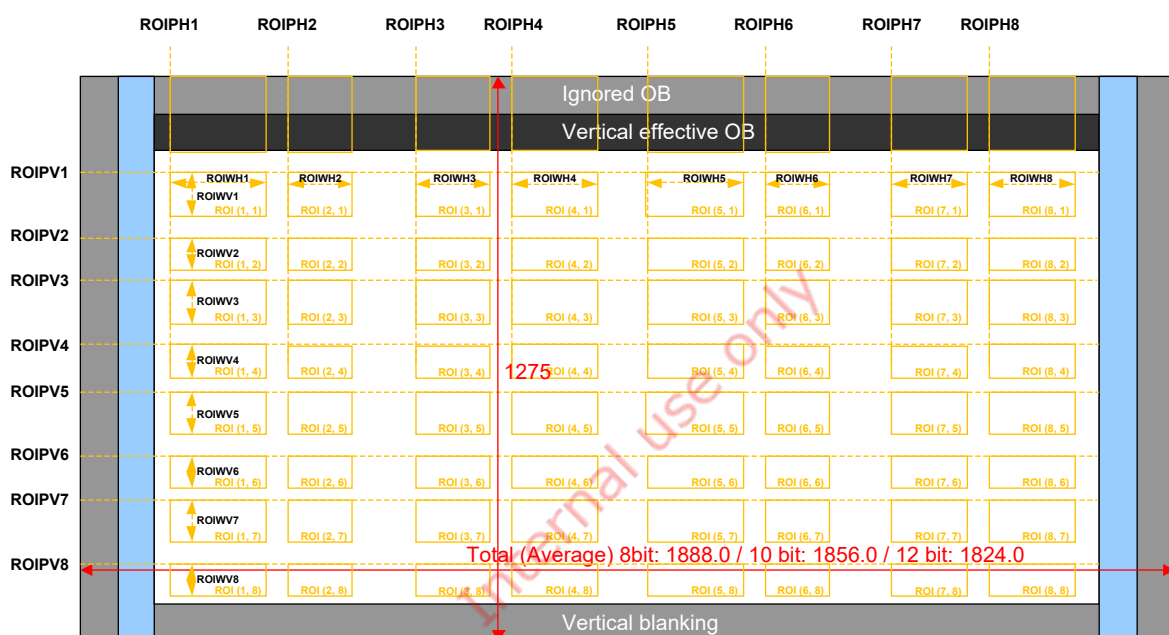 ROIPH1 ROIPH2 ROIPH3 ROIPH4 ROIPH5 ROIPH6 ROIPH7 ROIPH8
Ignored OB
Vertical effective OB
ROIPV1
ROIWH1 ROIWH2 ROIWH3 ROIWH4 ROIWH5 ROIWH6 ROIWH7 ROIWH8
ROIWV1
ROI (1, 1) ROI (2, 1) ROI (3, 1) ROI (4, 1) ROI (5, 1) ROI (6, 1) ROI (7, 1) ROI (8, 1)
ROIPV2
ROIWV2
ROI (1, 2) ROI (2, 2) ROI (3, 2) ROI (4, 2) ROI (5, 2) ROI (6, 2) ROI (7, 2) ROI (8, 2)
ROIPV3
ROIWV3
ROI (1, 3) ROI (2, 3) ROI (3, 3) ROI (4, 3) ROI (5, 3) ROI (6, 3) ROI (7, 3) ROI (8, 3)
ROIPV4
ROIWV4
ROI (1, 4) ROI (2, 4) ROI (3, 4) 1275 ROI (4, 4) ROI (5, 4) ROI (6, 4) ROI (7, 4) ROI (8, 4)
ROIPV5
ROIWV5
ROI (1, 5) ROI (2, 5) ROI (3, 5) ROI (4, 5) ROI (5, 5) ROI (6, 5) ROI (7, 5) ROI (8, 5)
ROIPV6
ROIWV6
ROI (1, 6) ROI (2, 6) ROI (3, 6) ROI (4, 6) ROI (5, 6) ROI (6, 6) ROI (7, 6) ROI (8, 6)
ROIPV7
ROIWV7
ROI (1, 7) ROI (2, 7) ROI (3, 7) ROI (4, 7) ROI (5, 7) ROI (6, 7) ROI (7, 7) ROI (8, 7)
Total (Average) 8bit: 1888.0 / 10 bit: 1856.0 / 12 bit: 1824.0
ROIPV8
ROIWV8
ROI (1, 8) ROI (2, 8) ROI (3, 8) ROI (4, 8) ROI (5, 8) ROI (6, 8) ROI (7, 8) ROI (8, 8)
Vertical blanking
Internal use only